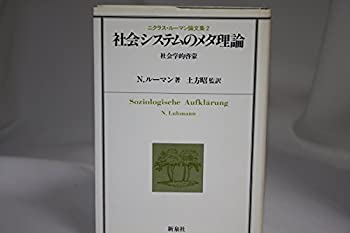 ニクラス・ルーマン論文集2
社会システムのメタ理論
社会学的啓蒙
N.ルーマン著 土方昭監訳
Soziologische Aufklärung
N. Luhmann
新泉社